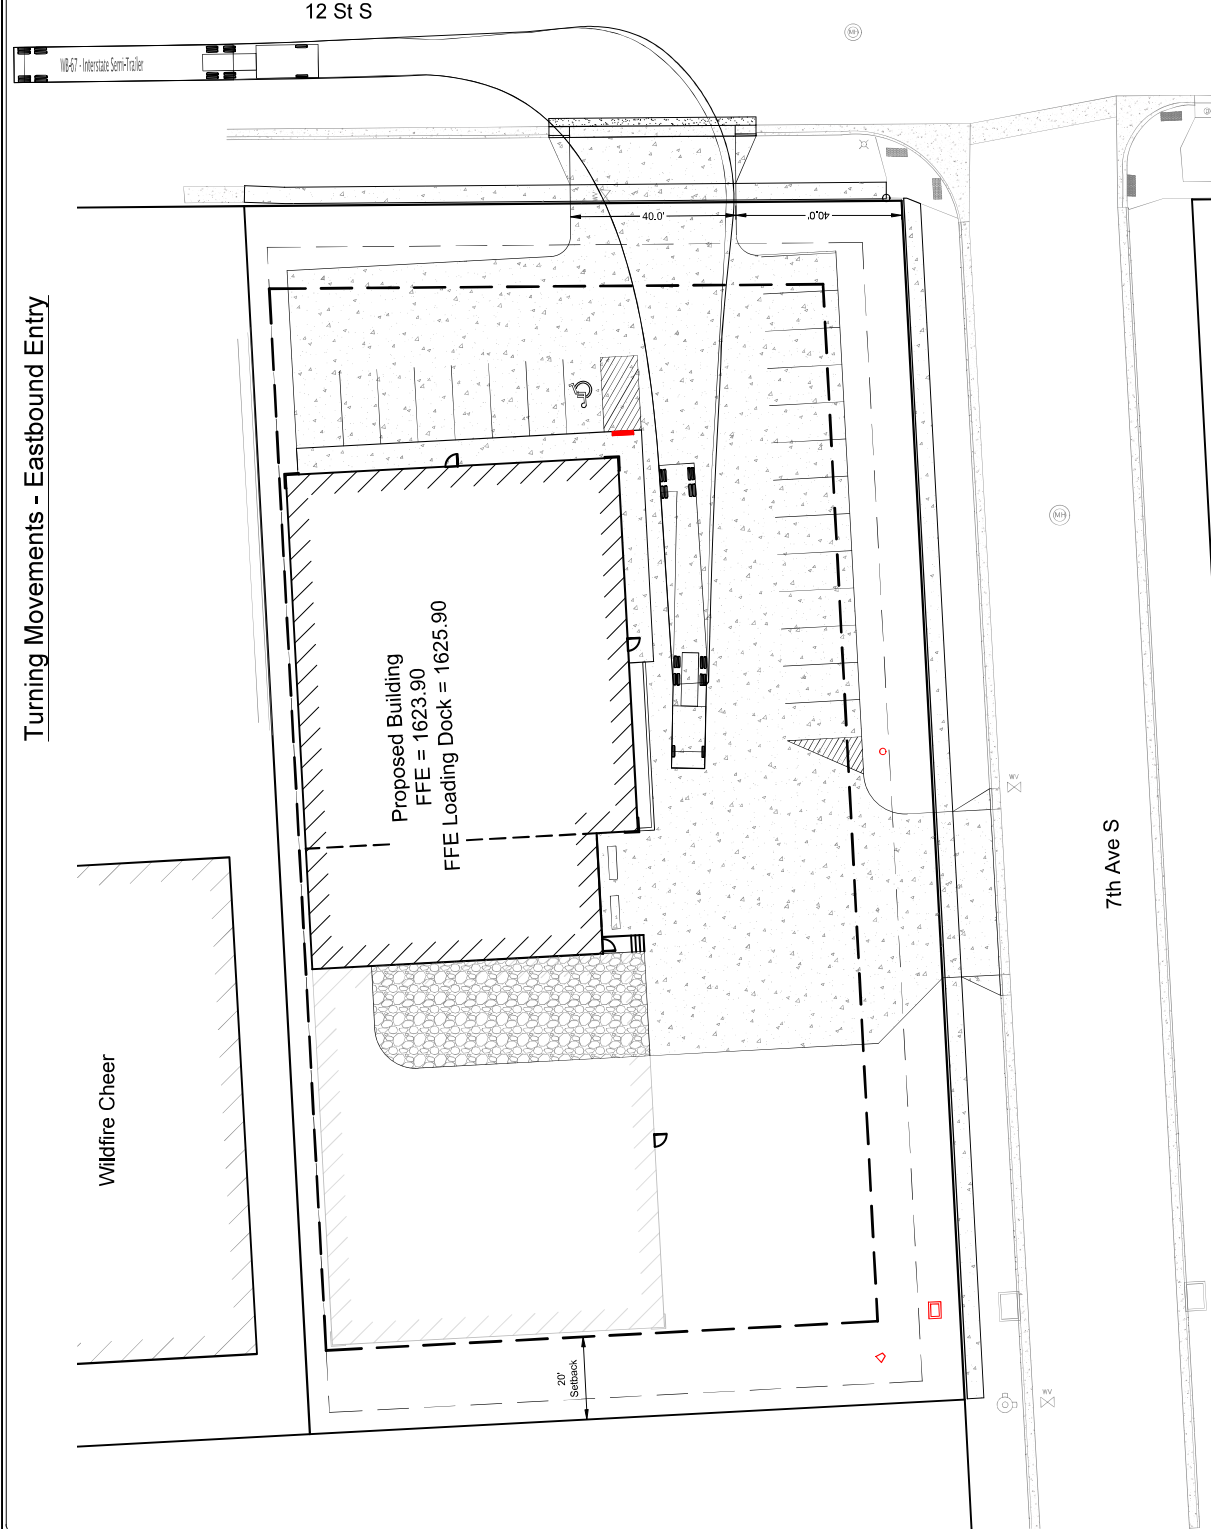 12 St S
WB-67 - Interstate Semi-Trailer
MH
40.0'
40.0'
Turning Movements - Eastbound Entry
MH
Proposed Building
FFE = 1623.90
FFE Loading Dock = 1625.90
WV
7th Ave S
Wildfire Cheer
20'
Setback
WV